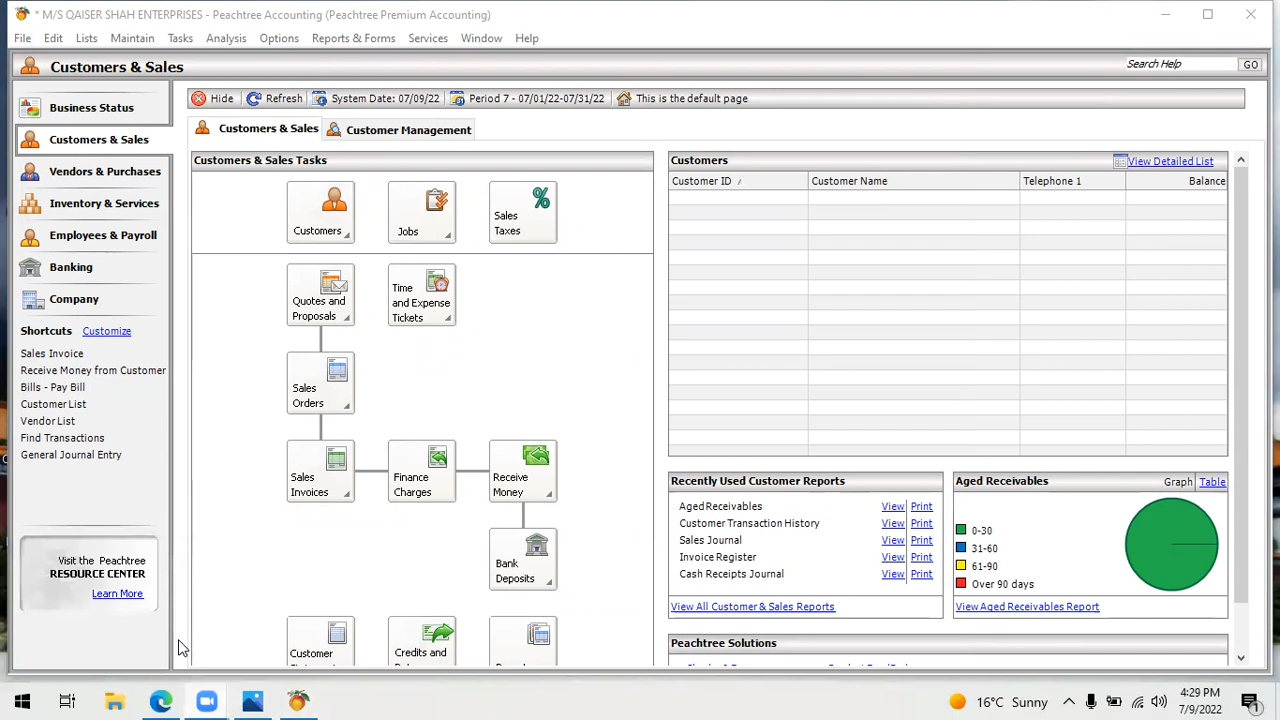 * M/S QAISER SHAH ENTERPRISES - Peachtree Accounting (Peachtree Premium Accounting)
File Edit Lists Maintain Tasks Analysis Options Reports & Forms Services Window Help
Customers & Sales
Search Help GO
Business Status
Customers & Sales
Vendors & Purchases
Inventory & Services
Employees & Payroll
Banking
Company
Shortcuts Customize
Sales Invoice
Receive Money from Customer
Bills - Pay Bill
Customer List
Vendor List
Find Transactions
General Journal Entry
Visit the Peachtree
RESOURCE CENTER
Learn More
Hide Refresh System Date: 07/09/22 Period 7 - 07/01/22-07/31/22 This is the default page
Customers & Sales Customer Management
Customers & Sales Tasks
Customers
Jobs
Sales
Taxes
Quotes and
Proposals
Time
and Expense
Tickets
Sales
Orders
Sales
Invoices
Finance
Charges
Receive
Money
Bank
Deposits
Customer
Credits and
Customers View Detailed List
Customer ID Customer Name Telephone 1 Balance
Recently Used Customer Reports
Aged Receivables View Print
Customer Transaction History View Print
Sales Journal View Print
Invoice Register View Print
Cash Receipts Journal View Print
View All Customer & Sales Reports
Aged Receivables Graph Table
0-30
31-60
61-90
Over 90 days
View Aged Receivables Report
Peachtree Solutions
16°C Sunny
4:29 PM
7/9/2022
1